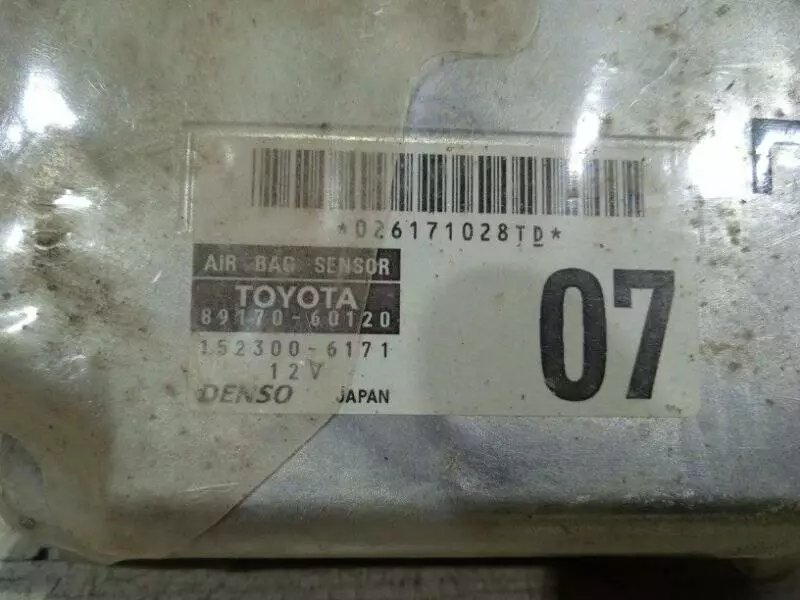 *026171028TD*
AIR BAG SENSOR
TOYOTA
89170-60120
152300-6171
12V
DENSO JAPAN
07